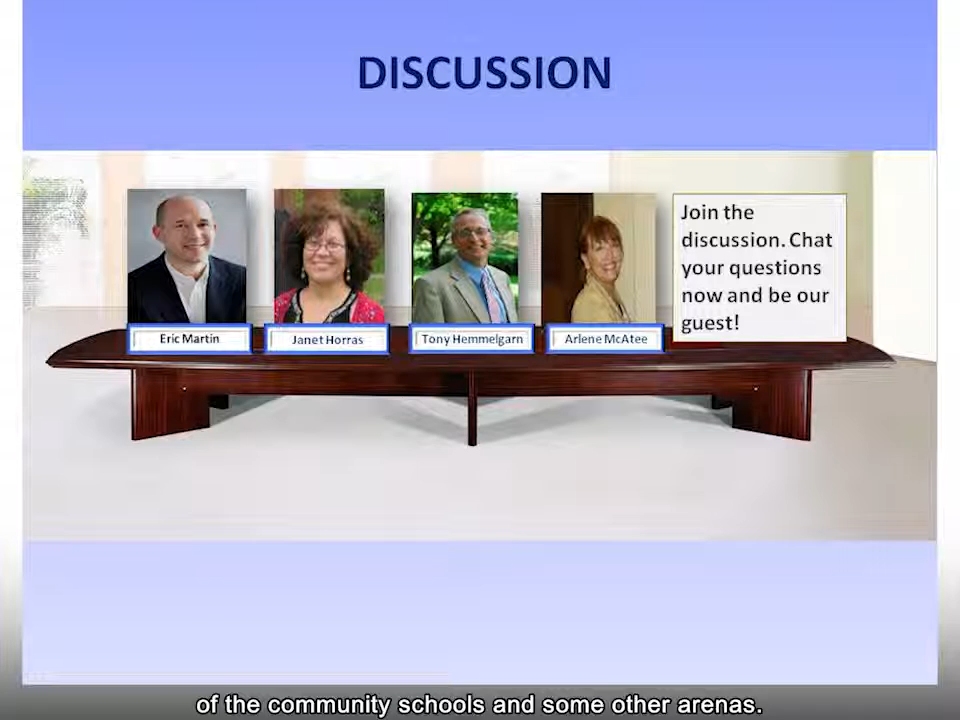 DISCUSSION
Join the
discussion. Chat
your questions
now and be our
guest!
Eric Martin
Janet Horras
Tony Hemmelgarn
Arlene McAtee
of the community schools and some other arenas.